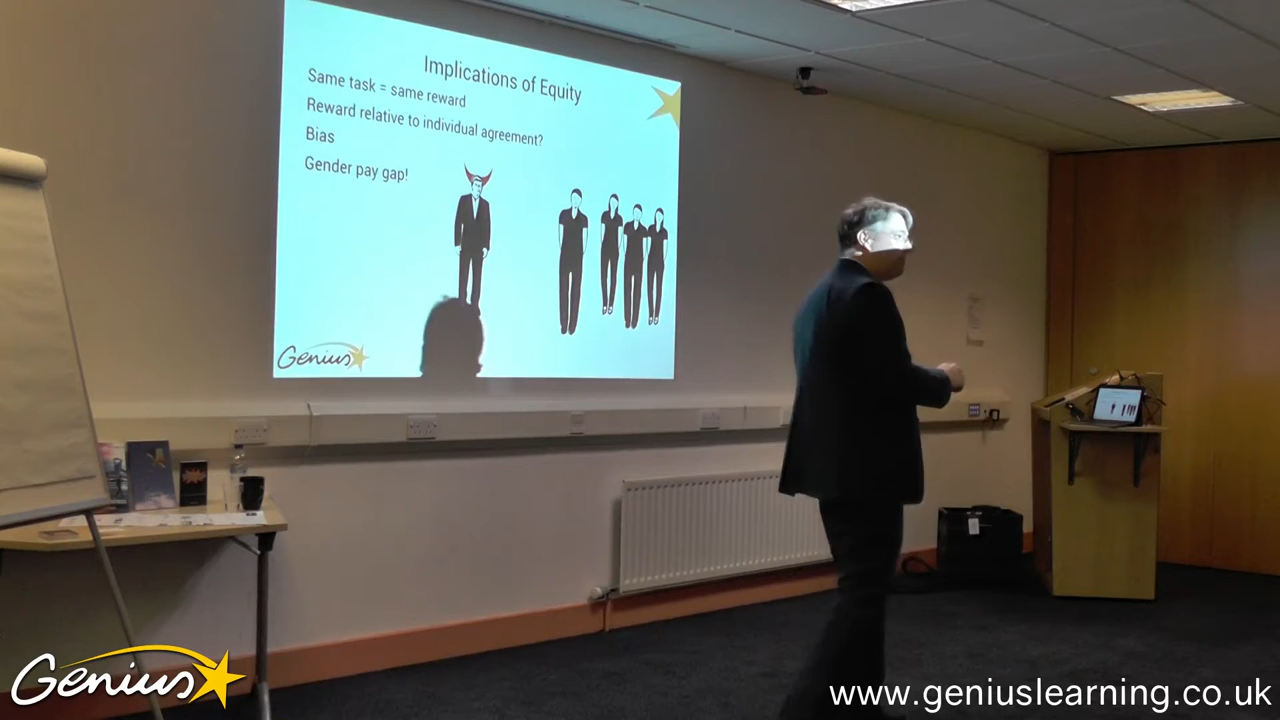 Implications of Equity
Same task = same reward
Reward relative to individual agreement?
Bias
Gender pay gap!
Genius
Genius
www.geniuslearning.co.uk